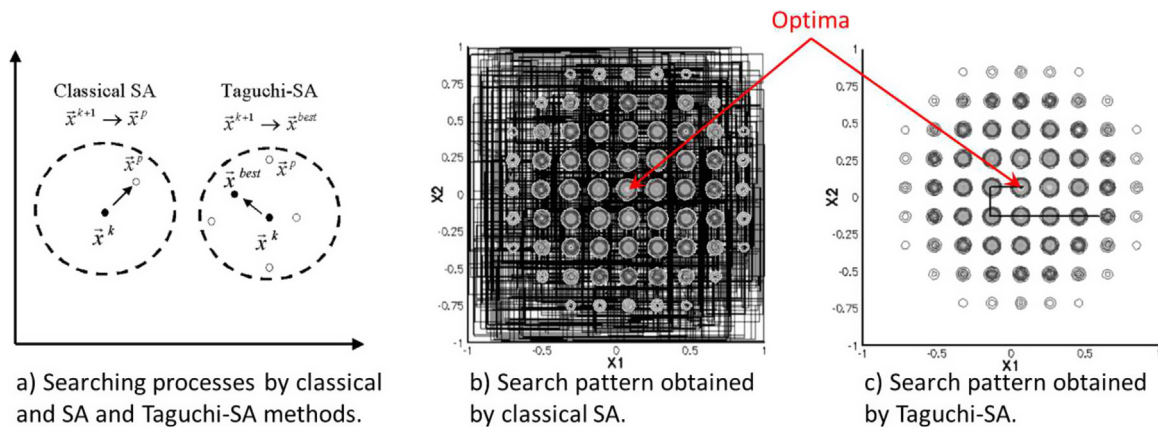 Optima
Classical SA
Taguchi-SA
x⃗^{k+1} → x⃗^p
x⃗^{k+1} → x⃗^{best}
x⃗^p
x⃗^k
x⃗^{best}
x⃗^p
x⃗^k
X2
1
0.75
0.5
0.25
0
-0.25
-0.5
-0.75
-1
-1
-0.5
0
0.5
1
X1
X2
1
0.75
0.5
0.25
0
-0.25
-0.5
-0.75
-1
-0.5
0
0.5
X1
a) Searching processes by classical
and SA and Taguchi-SA methods.
b) Search pattern obtained
by classical SA.
c) Search pattern obtained
by Taguchi-SA.